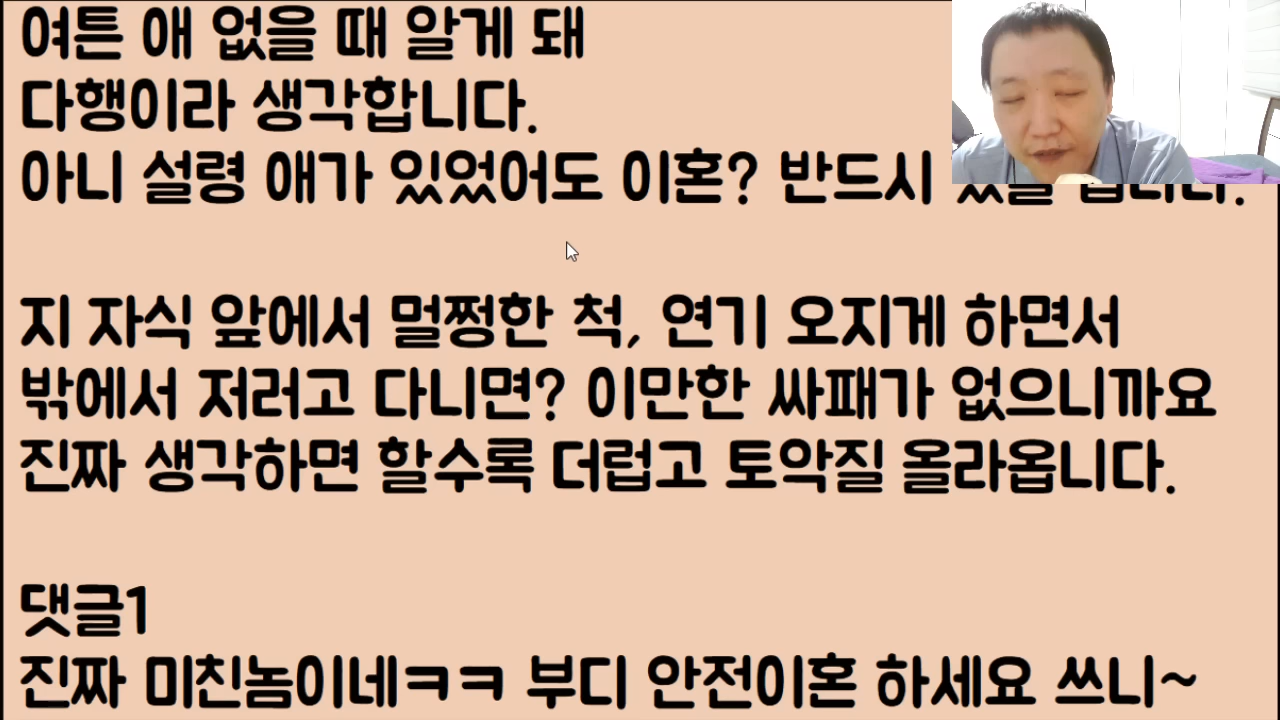 여튼 애 없을 때 알게 돼
다행이라 생각합니다.
아니 설령 애가 있었어도 이혼? 반드시
지 자식 앞에서 멀쩡한 척, 연기 오지게 하면서
밖에서 저러고 다니면? 이만한 싸패가 없으니까요
진짜 생각하면 할수록 더럽고 토악질 올라옵니다.
댓글1
진짜 미친놈이네ㅋㅋ 부디 안전이혼 하세요 쓰니~